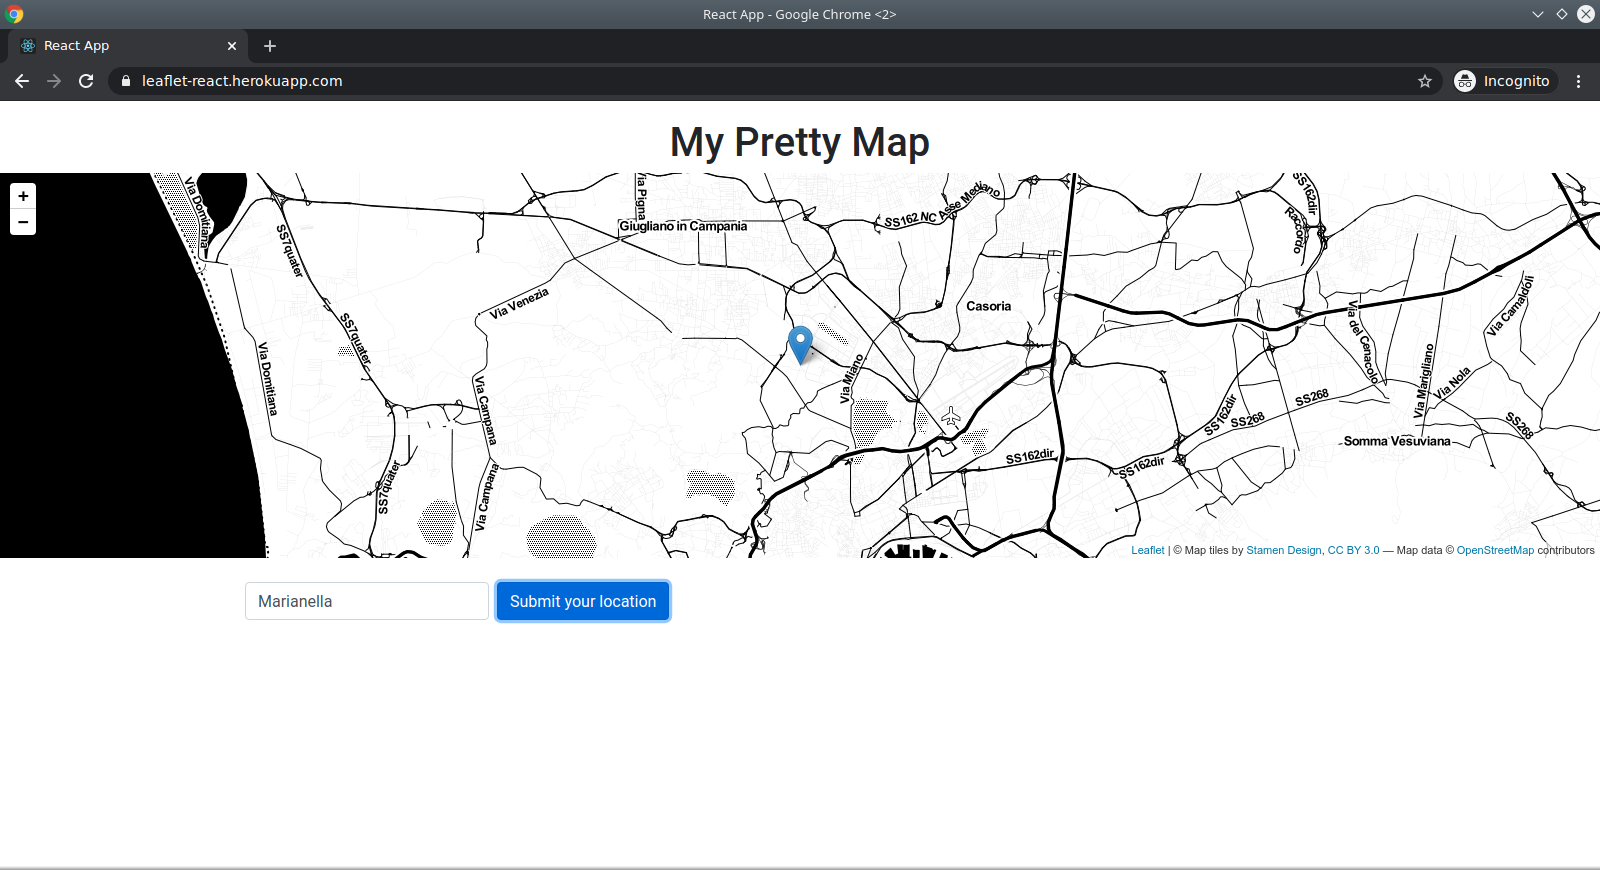 React App - Google Chrome <2>
React App
leaflet-react.herokuapp.com
Incognito
My Pretty Map
+
−
Via Domitiana
SS7quater
Via Pigna
Giugliano in Campania
SS162 NC Asse Mediano
SS162dir
Raccordo
Via Venezia
SS7quater
Casoria
Via Domitiana
Via Campana
Via Miano
Via del Cenacolo
Via Camaldoli
Via Marigliano
Via Nola
SS162dir
SS268
SS268
SS268
Somma Vesuviana
SS7quater
Via Campana
SS162dir
SS162dir
Leaflet | © Map tiles by Stamen Design, CC BY 3.0 — Map data © OpenStreetMap contributors
Marianella
Submit your location